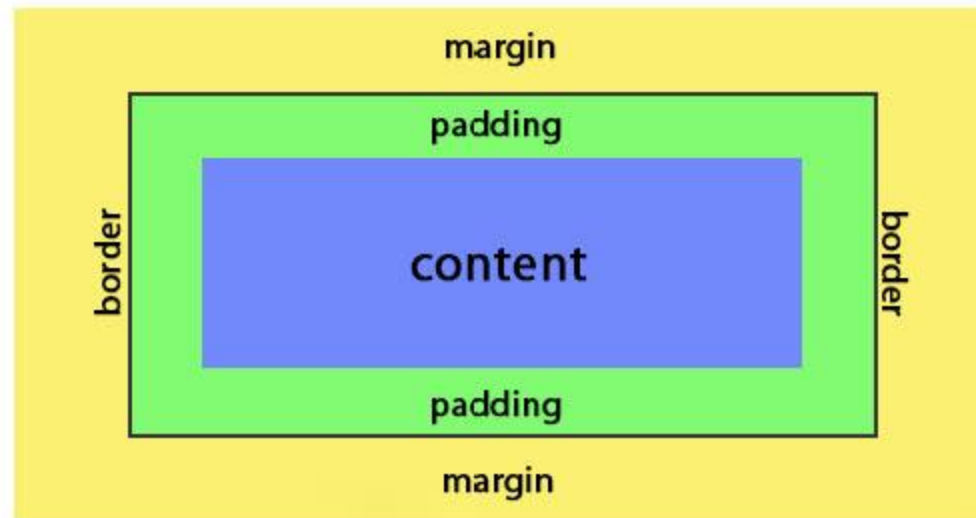 margin
padding
border
content
border
padding
margin